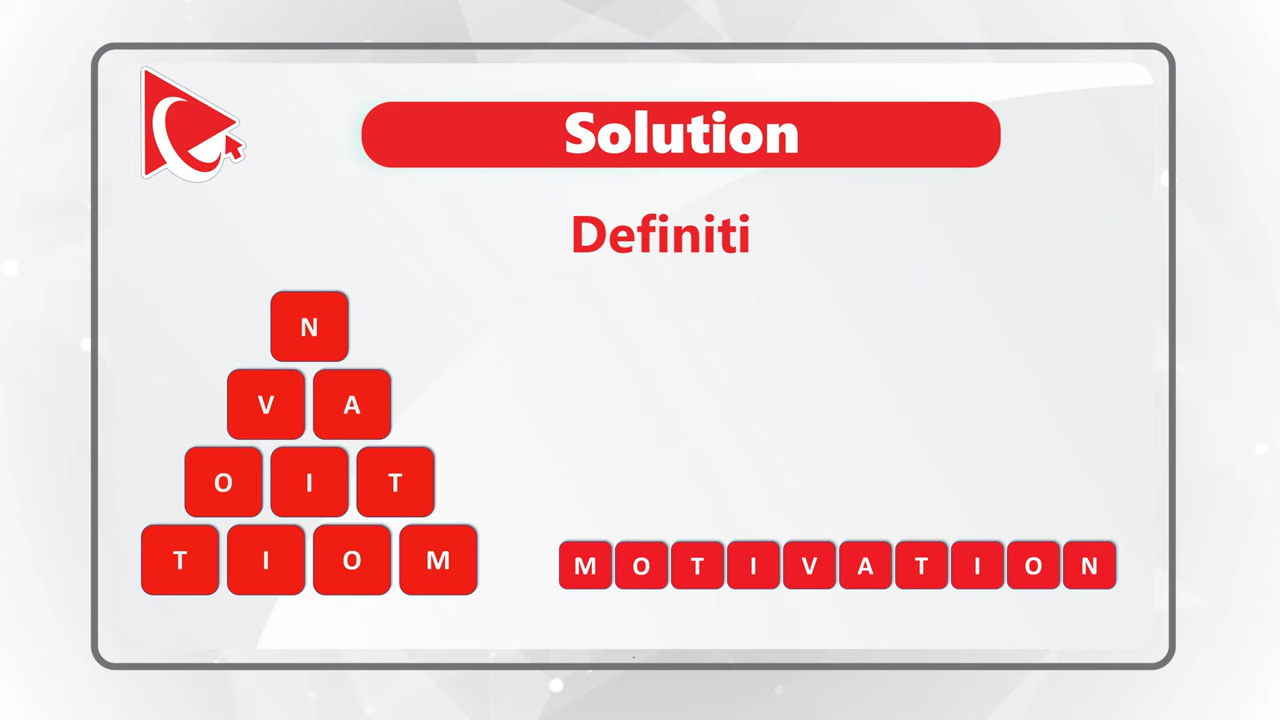 Solution
Definiti
N
V A
O I T
T I O M
M O T I V A T I O N